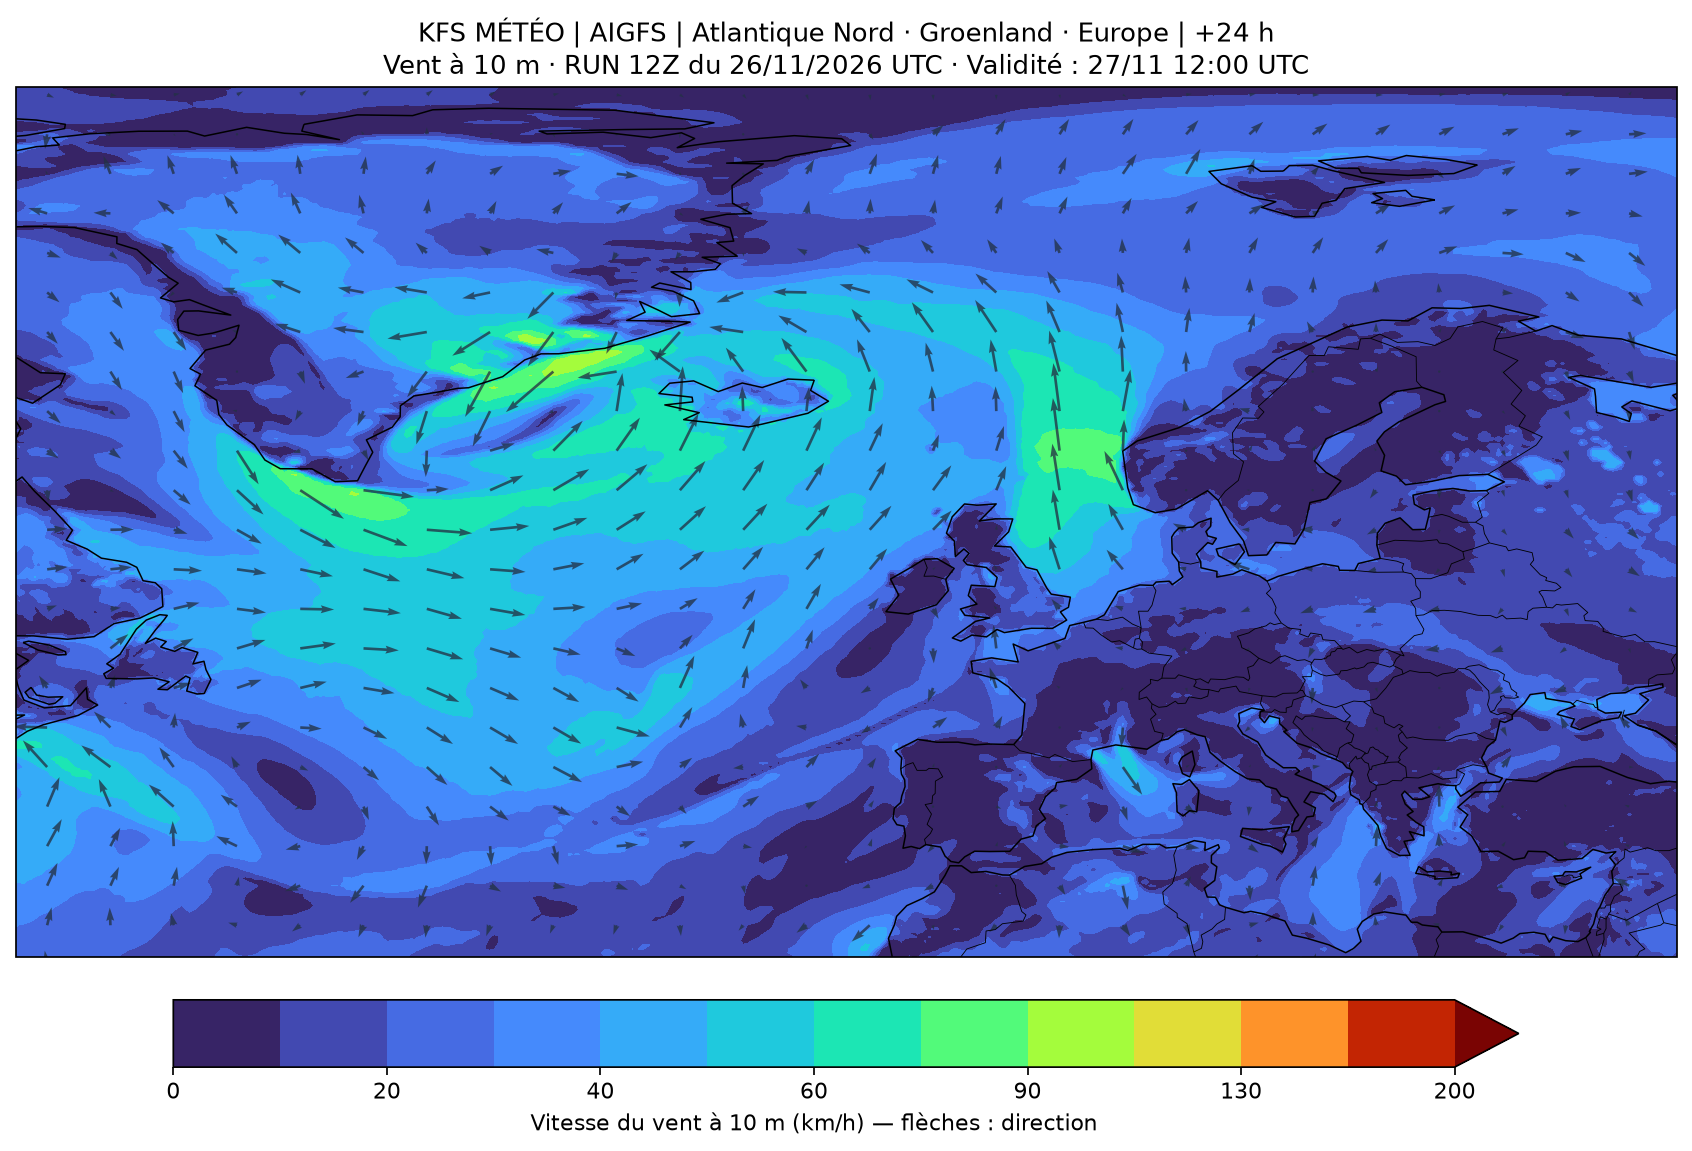 KFS MÉTÉO | AIGFS | Atlantique Nord · Groenland · Europe | +24 h
Vent à 10 m · RUN 12Z du 26/11/2026 UTC · Validité : 27/11 12:00 UTC
0 20 40 60 90 130 200
Vitesse du vent à 10 m (km/h) — flèches : direction